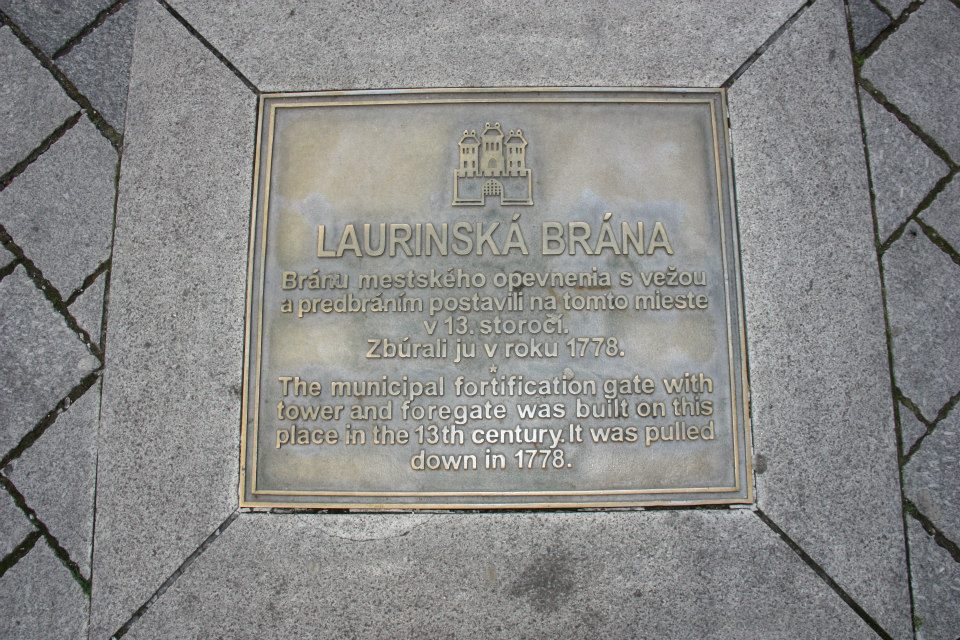 LAURINSKÁ BRÁNA
Bránu mestského opevnenia s vežou
a predbráním postavili na tomto mieste
v 13. storočí.
Zbúrali ju v roku 1778.
*
The municipal fortification gate with
tower and foregate was built on this
place in the 13th century. It was pulled
down in 1778.